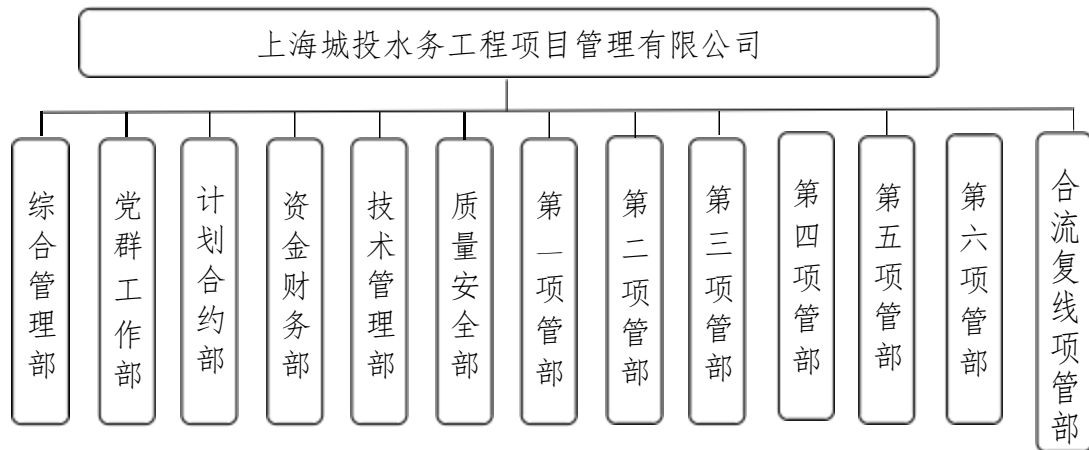 上海城投水务工程项目管理有限公司
综合管理部
党群工作部
计划合约部
资金财务部
技术管理部
质量安全部
第一项管部
第二项管部
第三项管部
第四项管部
第五项管部
第六项管部
合流复线项管部